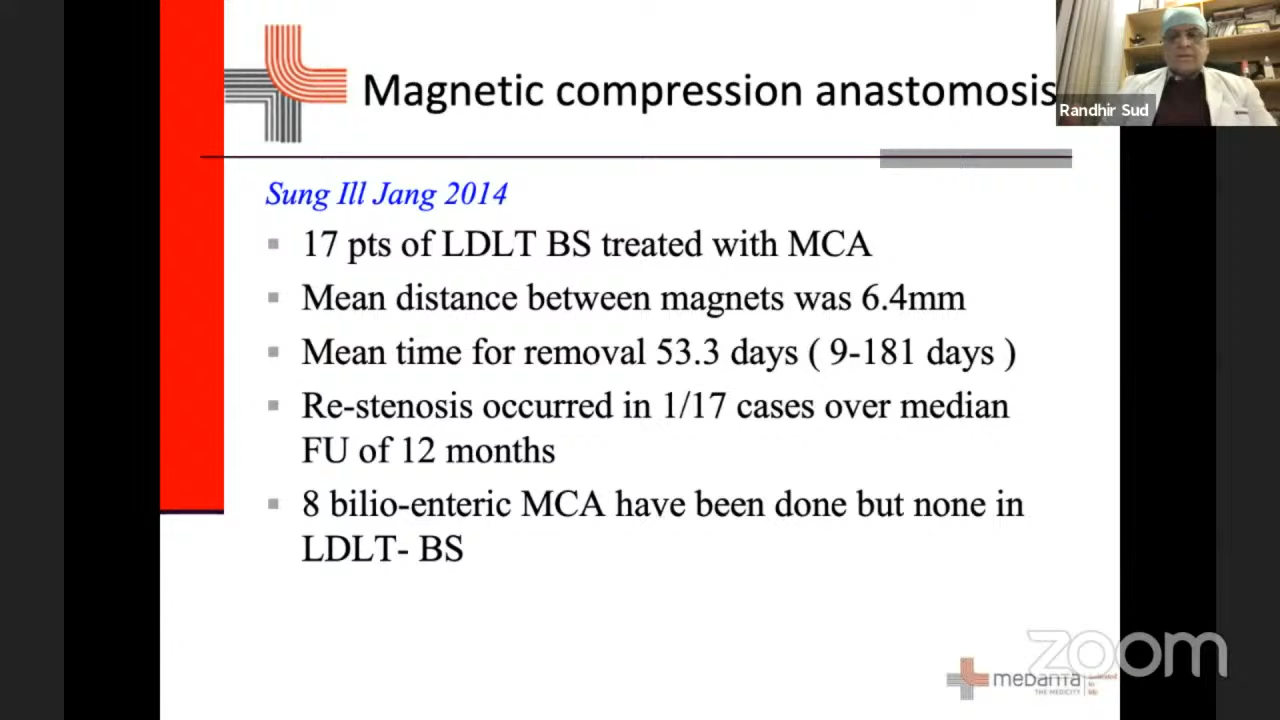 Magnetic compression anastomosis
Randhir Sud
Sung Ill Jang 2014
▪ 17 pts of LDLT BS treated with MCA
▪ Mean distance between magnets was 6.4mm
▪ Mean time for removal 53.3 days ( 9-181 days )
▪ Re-stenosis occurred in 1/17 cases over median
FU of 12 months
▪ 8 bilio-enteric MCA have been done but none in
LDLT- BS
zoom
medanta
THE MEDICITY